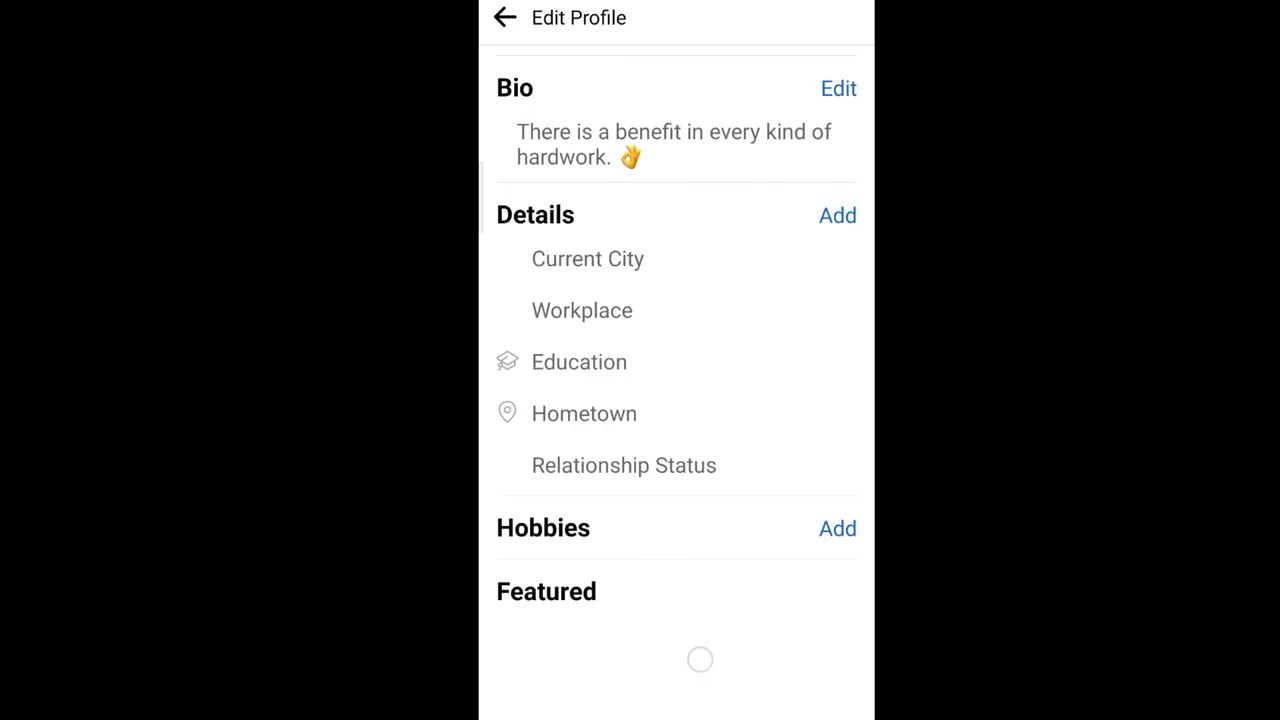 Edit Profile
Bio
Edit
There is a benefit in every kind of
hardwork. 👌
Details
Add
Current City
Workplace
Education
Hometown
Relationship Status
Hobbies
Add
Featured